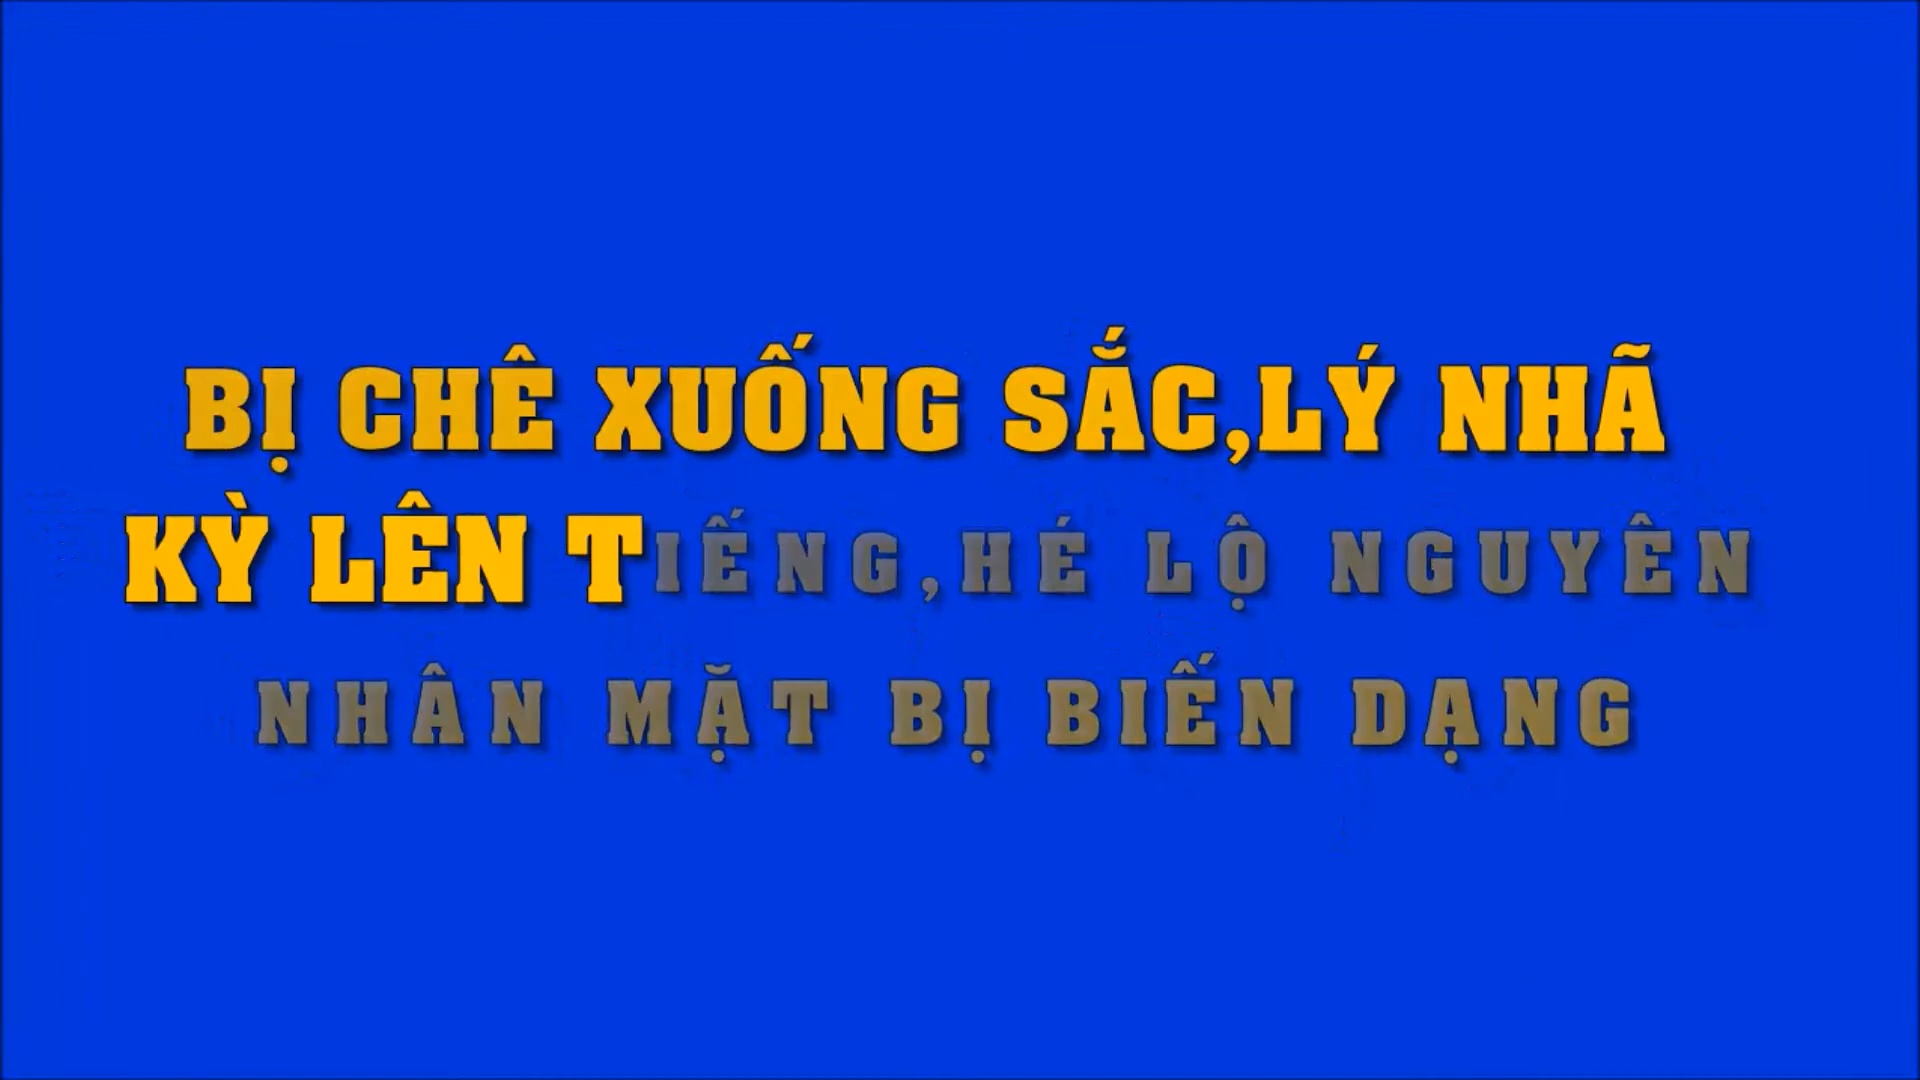 BỊ CHÊ XUỐNG SẮC,LÝ NHÃ
KỲ LÊN TIẾNG,HÉ LỘ NGUYÊN
NHÂN MẶT BỊ BIẾN DẠNG